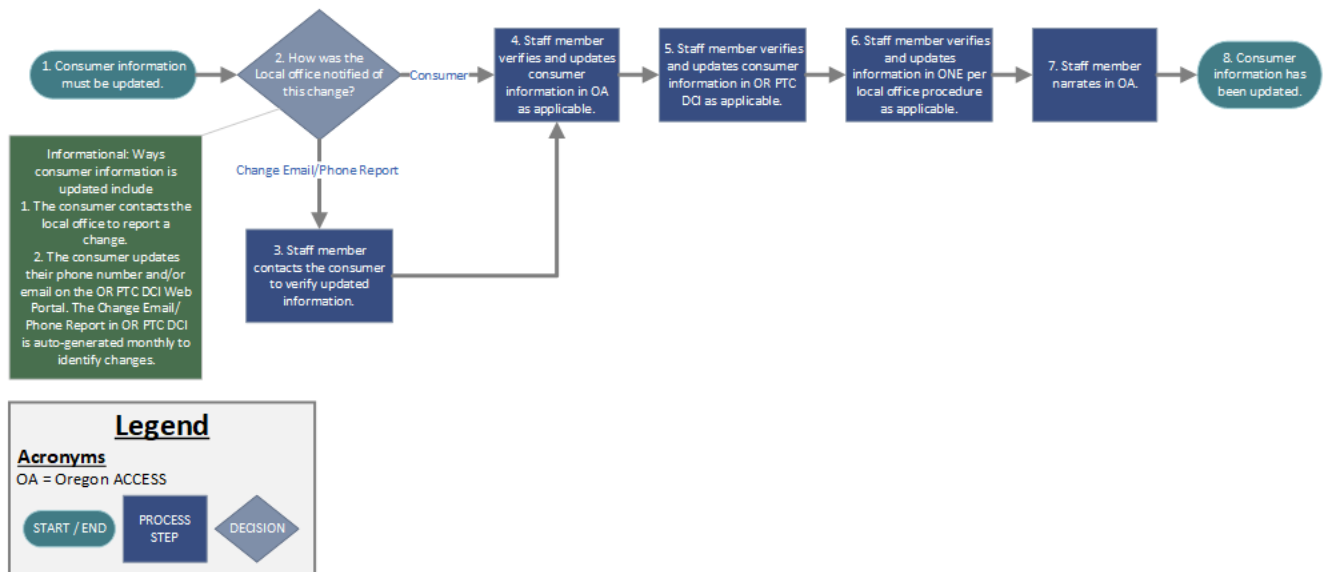 1. Consumer information
must be updated.
2. How was the
Local office notified of
this change?
Consumer
4. Staff member
verifies and updates
consumer
information in OA
as applicable.
5. Staff member verifies
and updates consumer
information in OR PTC
DCI as applicable.
6. Staff member verifies
and updates
information in ONE per
local office procedure
as applicable.
7. Staff member
narrates in OA.
8. Consumer
information has
been updated.
Informational: Ways
consumer information is
updated include
1. The consumer contacts the
local office to report a
change.
2. The consumer updates
their phone number and/or
email on the OR PTC DCI Web
Portal. The Change Email/
Phone Report in OR PTC DCI
is auto-generated monthly to
identify changes.
Change Email/Phone Report
3. Staff member
contacts the consumer
to verify updated
information.
Legend
Acronyms
OA = Oregon ACCESS
START / END
PROCESS
STEP
DECISION